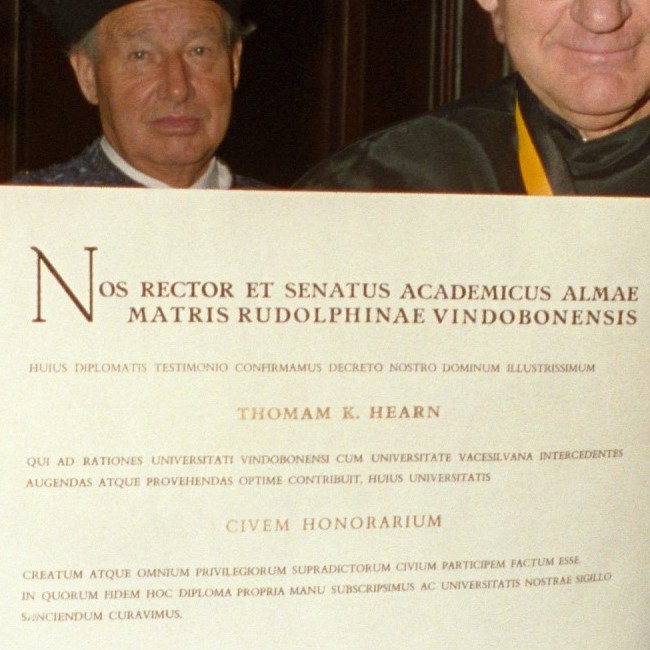 NOS RECTOR ET SENATUS ACADEMICUS ALMAE
MATRIS RUDOLPHINAE VINDOBONENSIS
HUIUS DIPLOMATIS TESTIMONIO CONFIRMAMUS DECRETO NOSTRO DOMINUM ILLUSTRISSIMUM
THOMAM K. HEARN
QUI AD RATIONES UNIVERSITATI VINDOBONENSI CUM UNIVERSITATE VACESILVANA INTERCEDENTES
AUGENDAS ATQUE PROVEHENDAS OPTIME CONTRIBUIT, HUIUS UNIVERSITATIS
CIVEM HONORARIUM
CREATUM ATQUE OMNIUM PRIVILEGIORUM SUPRADICTORUM CIVIUM PARTICIPEM FACTUM ESSE
IN QUORUM FIDEM HOC DIPLOMA PROPRIA MANU SUBSCRIPSIMUS AC UNIVERSITATIS NOSTRAE SIGILLO
SANCIENDUM CURAVIMUS.